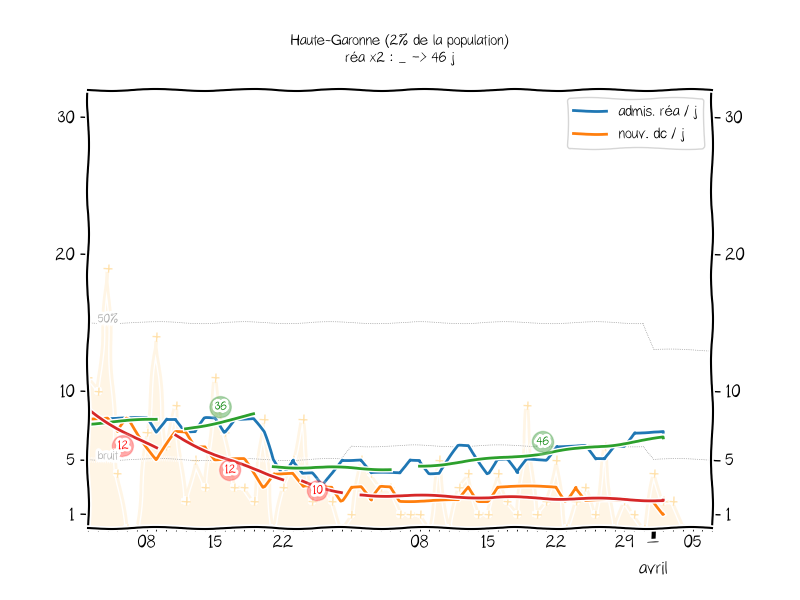 Haute-Garonne (2% de la population)
réa x2 : _ -> 46 j
admis. réa / j
nouv. dc / j
30 30
20 20
50%
10 10
36
46
12
12
bruit
5 5
10
1 1
08 15 22 08 15 22 29 1 05
avril